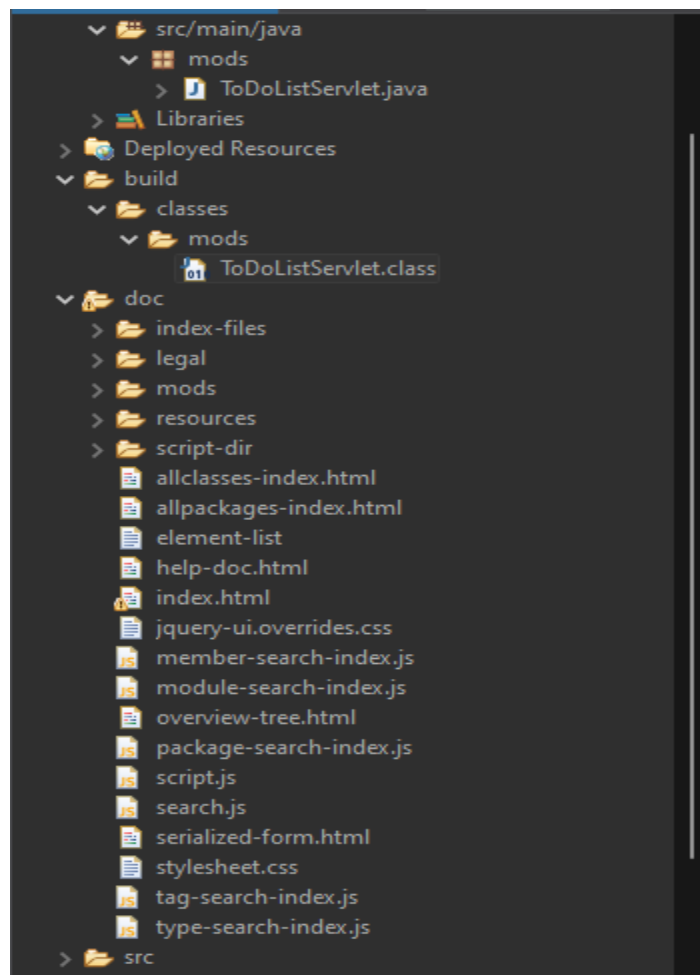 src/main/java
mods
ToDoListServlet.java
Libraries
Deployed Resources
build
classes
mods
ToDoListServlet.class
doc
index-files
legal
mods
resources
script-dir
allclasses-index.html
allpackages-index.html
element-list
help-doc.html
index.html
jquery-ui.overrides.css
member-search-index.js
module-search-index.js
overview-tree.html
package-search-index.js
script.js
search.js
serialized-form.html
stylesheet.css
tag-search-index.js
type-search-index.js
src